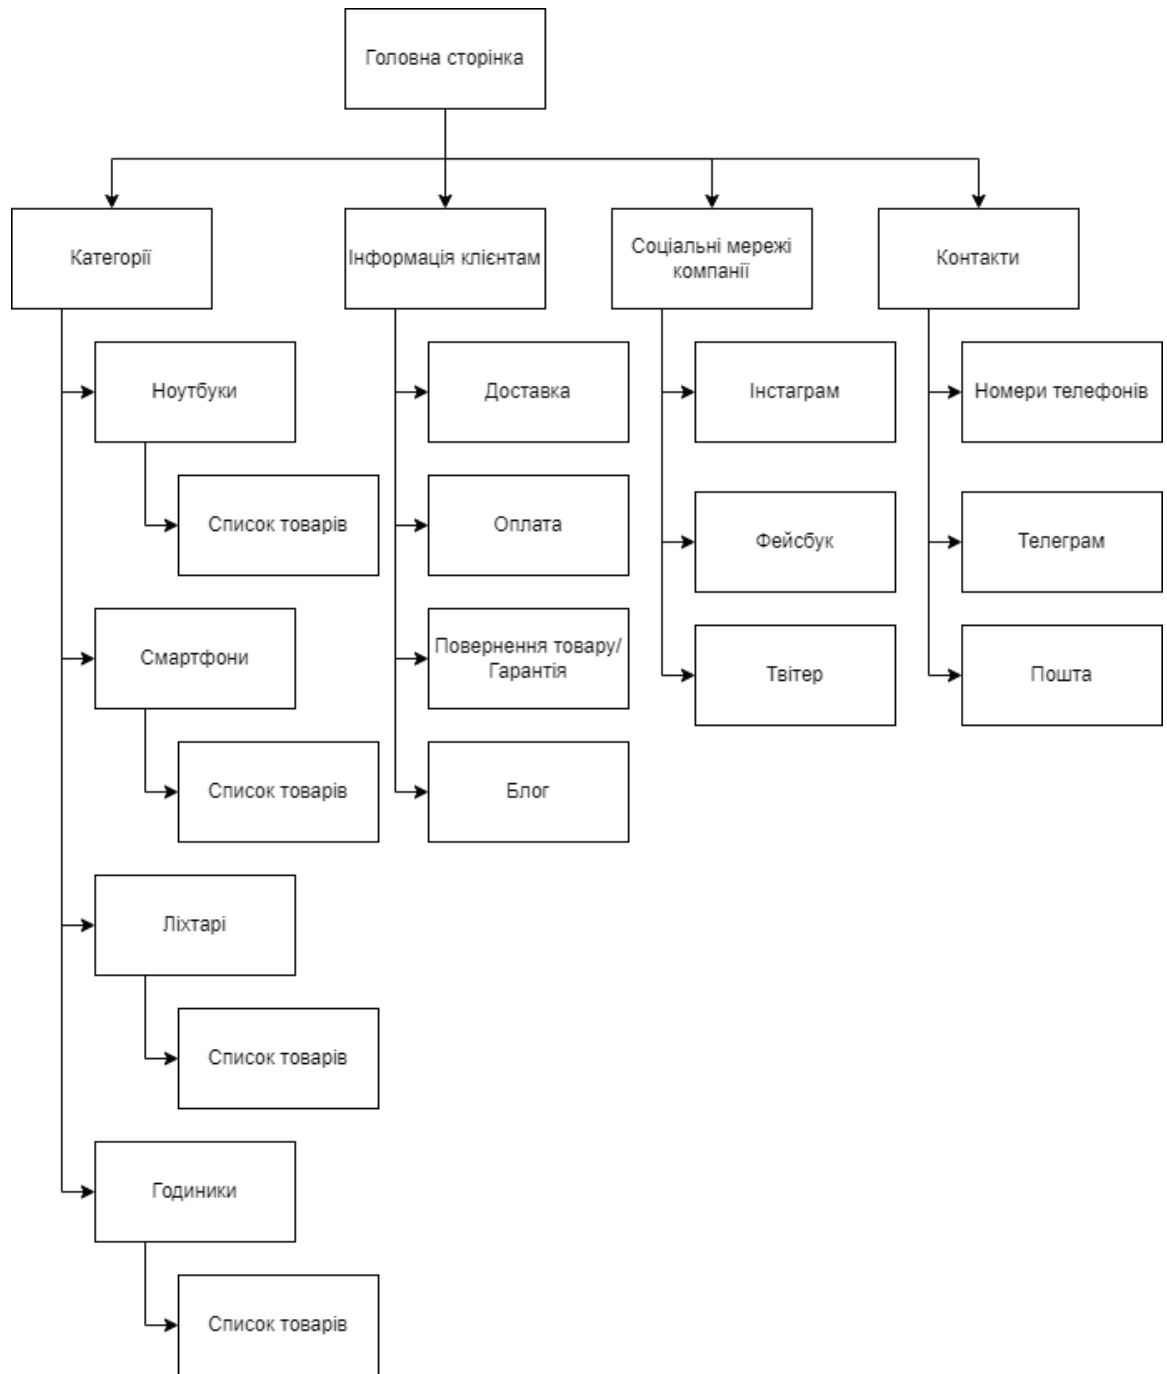 Головна сторінка
Категорії
Інформація клієнтам
Соціальні мережі
компанії
Контакти
Ноутбуки
Доставка
Інстаграм
Номери телефонів
Список товарів
Оплата
Фейсбук
Телеграм
Смартфони
Повернення товару/
Гарантія
Твітер
Пошта
Список товарів
Блог
Ліхтарі
Список товарів
Годиники
Список товарів